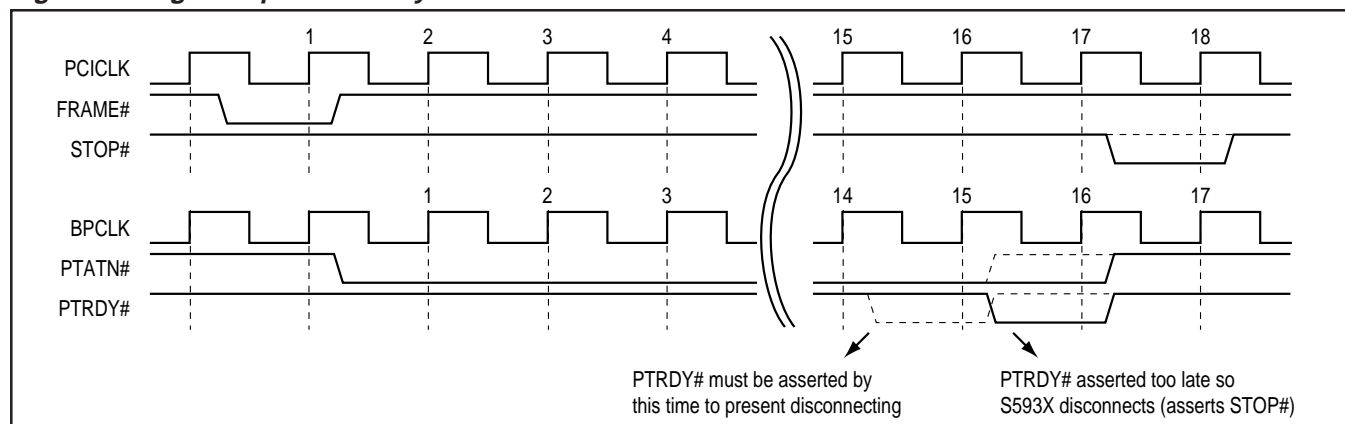 1 2 3 4 15 16 17 18
PCICLK
FRAME#
STOP#
1 2 3 14 15 16 17
BPCLK
PTATN#
PTRDY#
PTRDY# must be asserted by
this time to present disconnecting
PTRDY# asserted too late so
S593X disconnects (asserts STOP#)